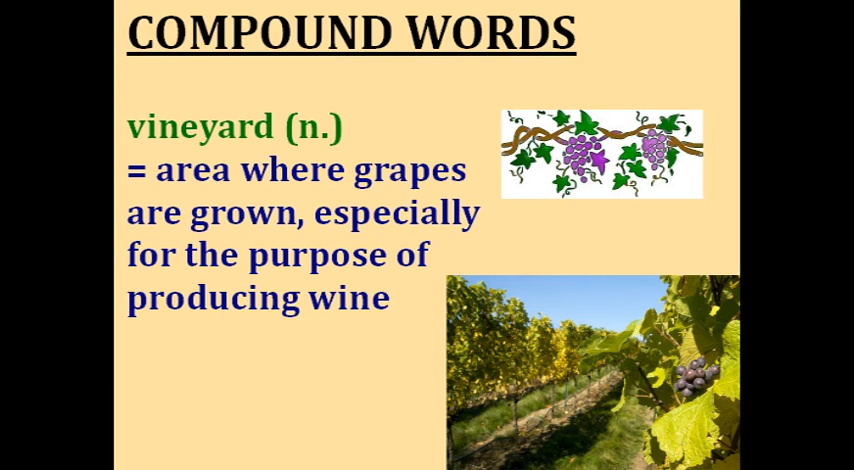 COMPOUND WORDS
vineyard (n.)
= area where grapes
are grown, especially
for the purpose of
producing wine